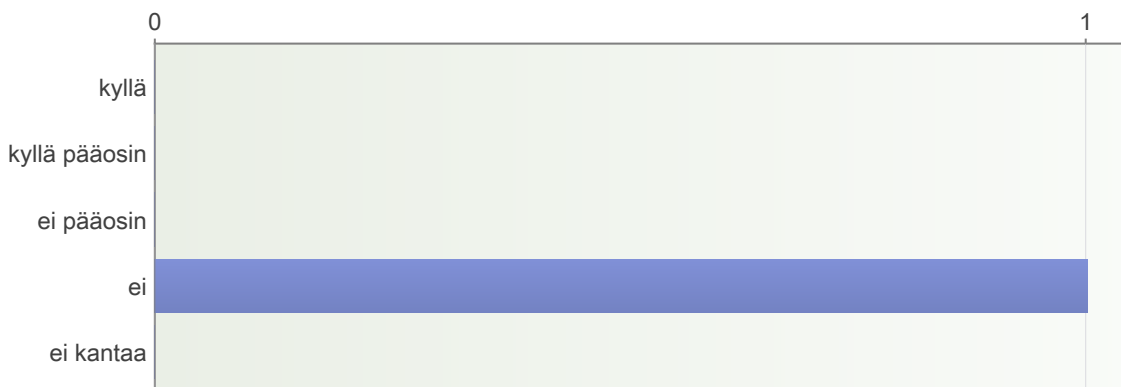 0 1
kyllä
kyllä pääosin
ei pääosin
ei
ei kantaa